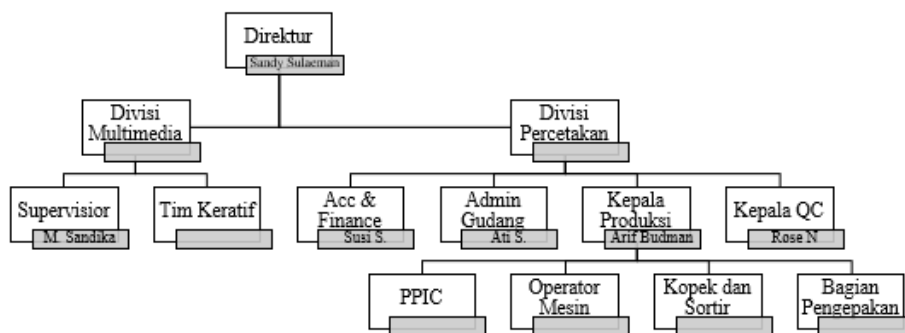 Direktur
Sandy Sulaeman
Divisi
Multimedia
Divisi
Percetakan
Supervisior
M. Sandika
Tim Keratif
Acc &
Finance
Susi S.
Admin
Gudang
Ati S.
Kepala
Produksi
Arif Budman
Kepala QC
Rose N
PPIC
Operator
Mesin
Kopek dan
Sortir
Bagian
Pengepakan